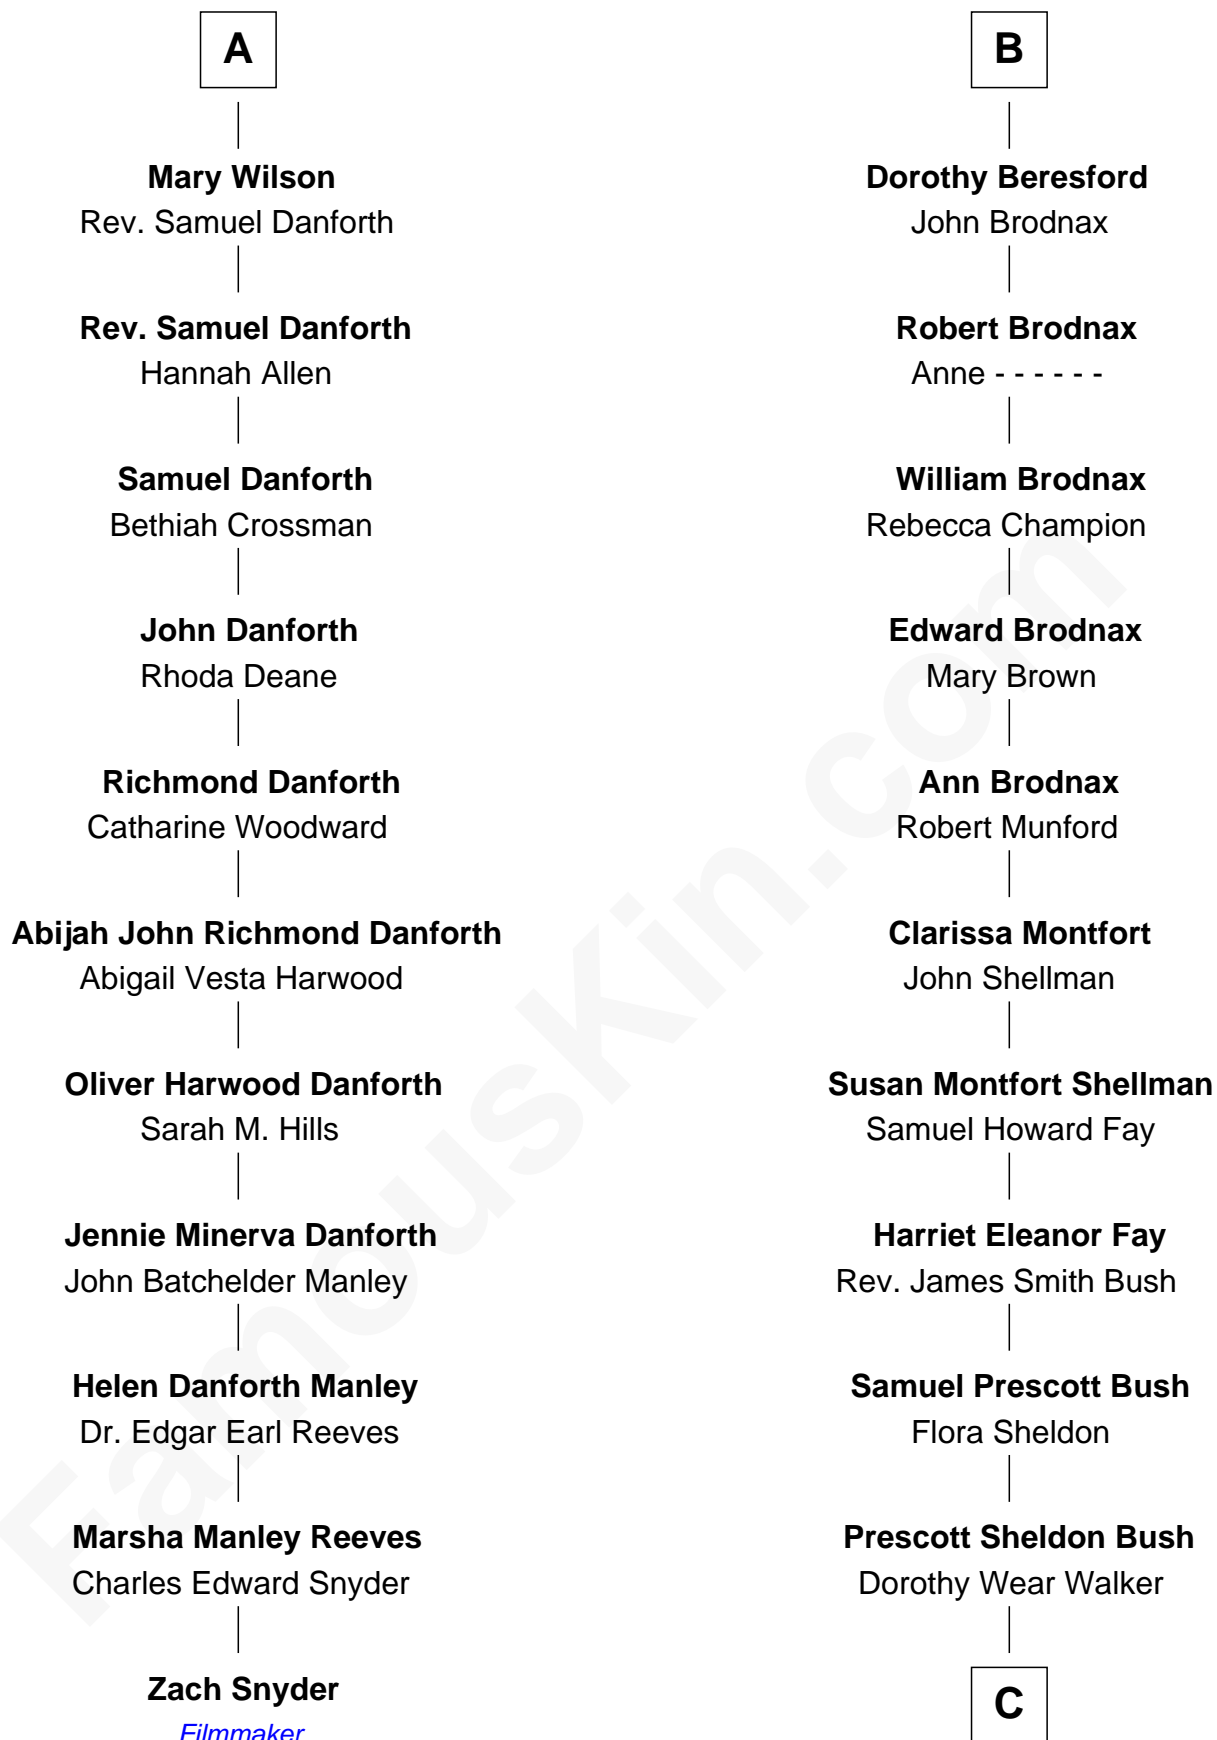 A
Mary Wilson
Rev. Samuel Danforth
Rev. Samuel Danforth
Hannah Allen
Samuel Danforth
Bethiah Crossman
John Danforth
Rhoda Deane
Richmond Danforth
Catharine Woodward
Abijah John Richmond Danforth
Abigail Vesta Harwood
Oliver Harwood Danforth
Sarah M. Hills
Jennie Minerva Danforth
John Batchelder Manley
Helen Danforth Manley
Dr. Edgar Earl Reeves
Marsha Manley Reeves
Charles Edward Snyder
Zach Snyder
Filmmaker
B
Dorothy Beresford
John Brodnax
Robert Brodnax
Anne - - - - - -
William Brodnax
Rebecca Champion
Edward Brodnax
Mary Brown
Ann Brodnax
Robert Munford
Clarissa Montfort
John Shellman
Susan Montfort Shellman
Samuel Howard Fay
Harriet Eleanor Fay
Rev. James Smith Bush
Samuel Prescott Bush
Flora Sheldon
Prescott Sheldon Bush
Dorothy Wear Walker
C
FamousKin.com